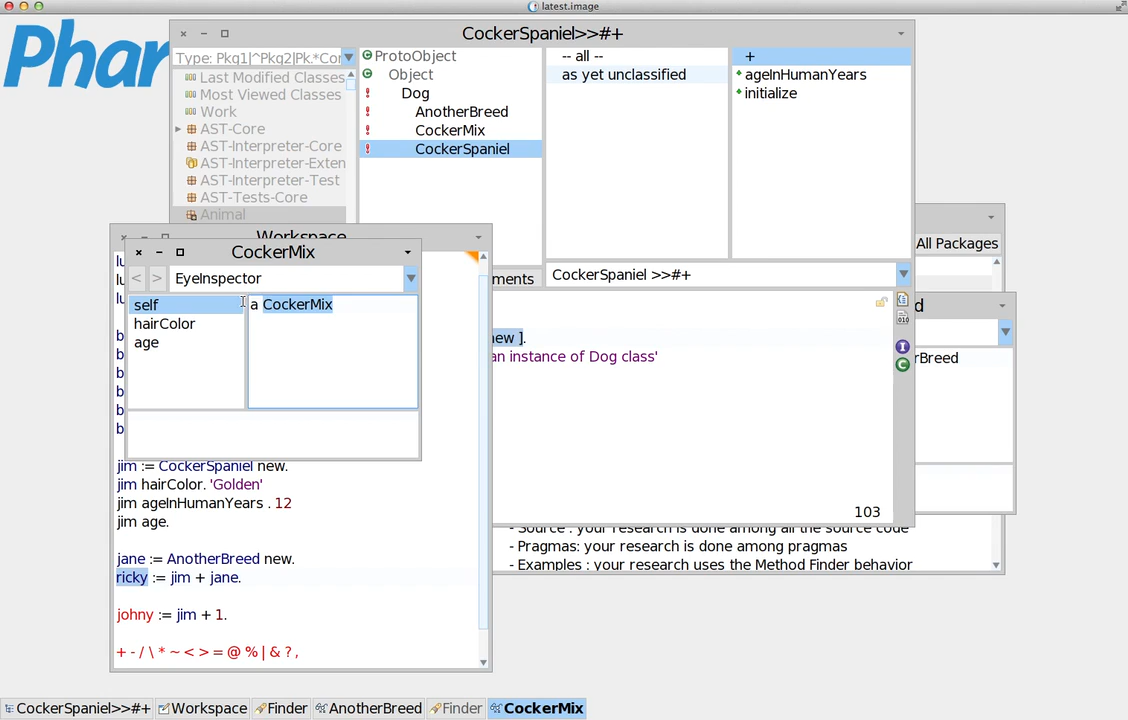 latest.image
Phar
CockerSpaniel>>#+
Type: Pkg1|^Pkg2|Pk.*Cor
Last Modified Classes
Most Viewed Classes
Work
AST-Core
AST-Interpreter-Core
AST-Interpreter-Exten
AST-Interpreter-Test
AST-Tests-Core
Animal
ProtoObject
Object
Dog
AnotherBreed
CockerMix
CockerSpaniel
-- all --
as yet unclassified
+
ageInHumanYears
initialize
ments
CockerSpaniel >>#+
new ].
an instance of Dog class'
103
All Packages
d
rBreed
- Source : your research is done among all the source code
- Pragmas: your research is done among pragmas
- Examples : your research uses the Method Finder behavior
Workspace
CockerMix
< >
EyeInspector
self
hairColor
age
a CockerMix
lu
lu
lu
b
b
b
b
b
b
jim := CockerSpaniel new.
jim hairColor. 'Golden'
jim ageInHumanYears . 12
jim age.
jane := AnotherBreed new.
ricky := jim + jane.
johny := jim + 1.
+ - / \ * ~ < > = @ % | & ? ,
CockerSpaniel>>#+
Workspace
Finder
AnotherBreed
Finder
CockerMix